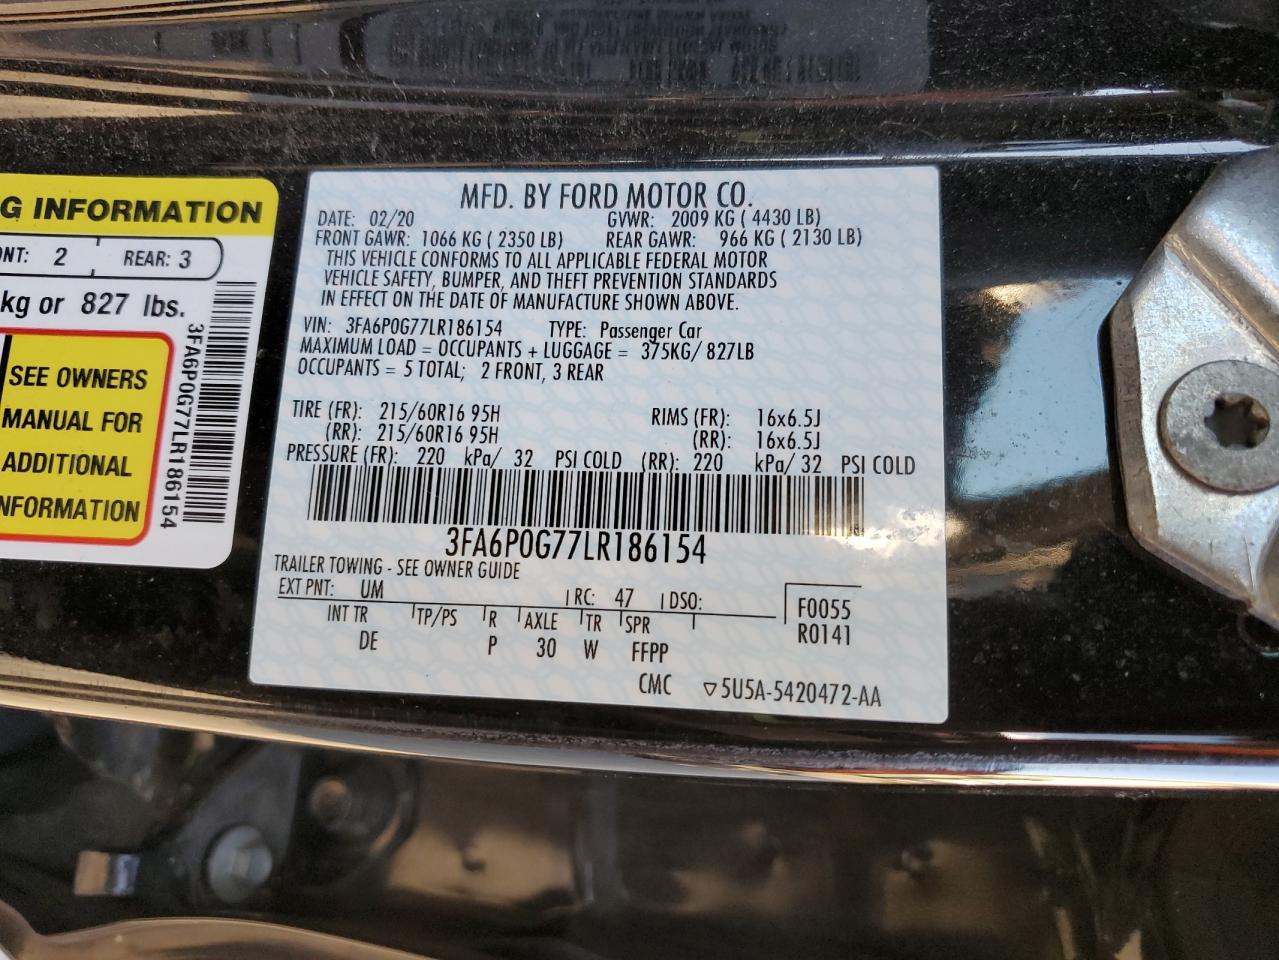 G INFORMATION
NT: 2 REAR: 3
kg or 827 lbs.
SEE OWNERS
MANUAL FOR
ADDITIONAL
NFORMATION
3FA6P0G77LR186154
MFD. BY FORD MOTOR CO.
DATE: 02/20 GVWR: 2009 KG ( 4430 LB)
FRONT GAWR: 1066 KG ( 2350 LB) REAR GAWR: 966 KG ( 2130 LB)
THIS VEHICLE CONFORMS TO ALL APPLICABLE FEDERAL MOTOR
VEHICLE SAFETY, BUMPER, AND THEFT PREVENTION STANDARDS
IN EFFECT ON THE DATE OF MANUFACTURE SHOWN ABOVE.
VIN: 3FA6P0G77LR186154 TYPE: Passenger Car
MAXIMUM LOAD = OCCUPANTS + LUGGAGE = 375KG/ 827LB
OCCUPANTS = 5 TOTAL; 2 FRONT, 3 REAR
TIRE (FR): 215/60R16 95H RIMS (FR): 16x6.5J
(RR): 215/60R16 95H (RR): 16x6.5J
PRESSURE (FR): 220 kPa/ 32 PSI COLD (RR): 220 kPa/ 32 PSI COLD
3FA6P0G77LR186154
TRAILER TOWING - SEE OWNER GUIDE
EXT PNT: UM RC: 47 DSO: F0055
INT TR TP/PS R AXLE TR SPR R0141
DE P 30 W FFPP
CMC ▽5U5A-5420472-AA